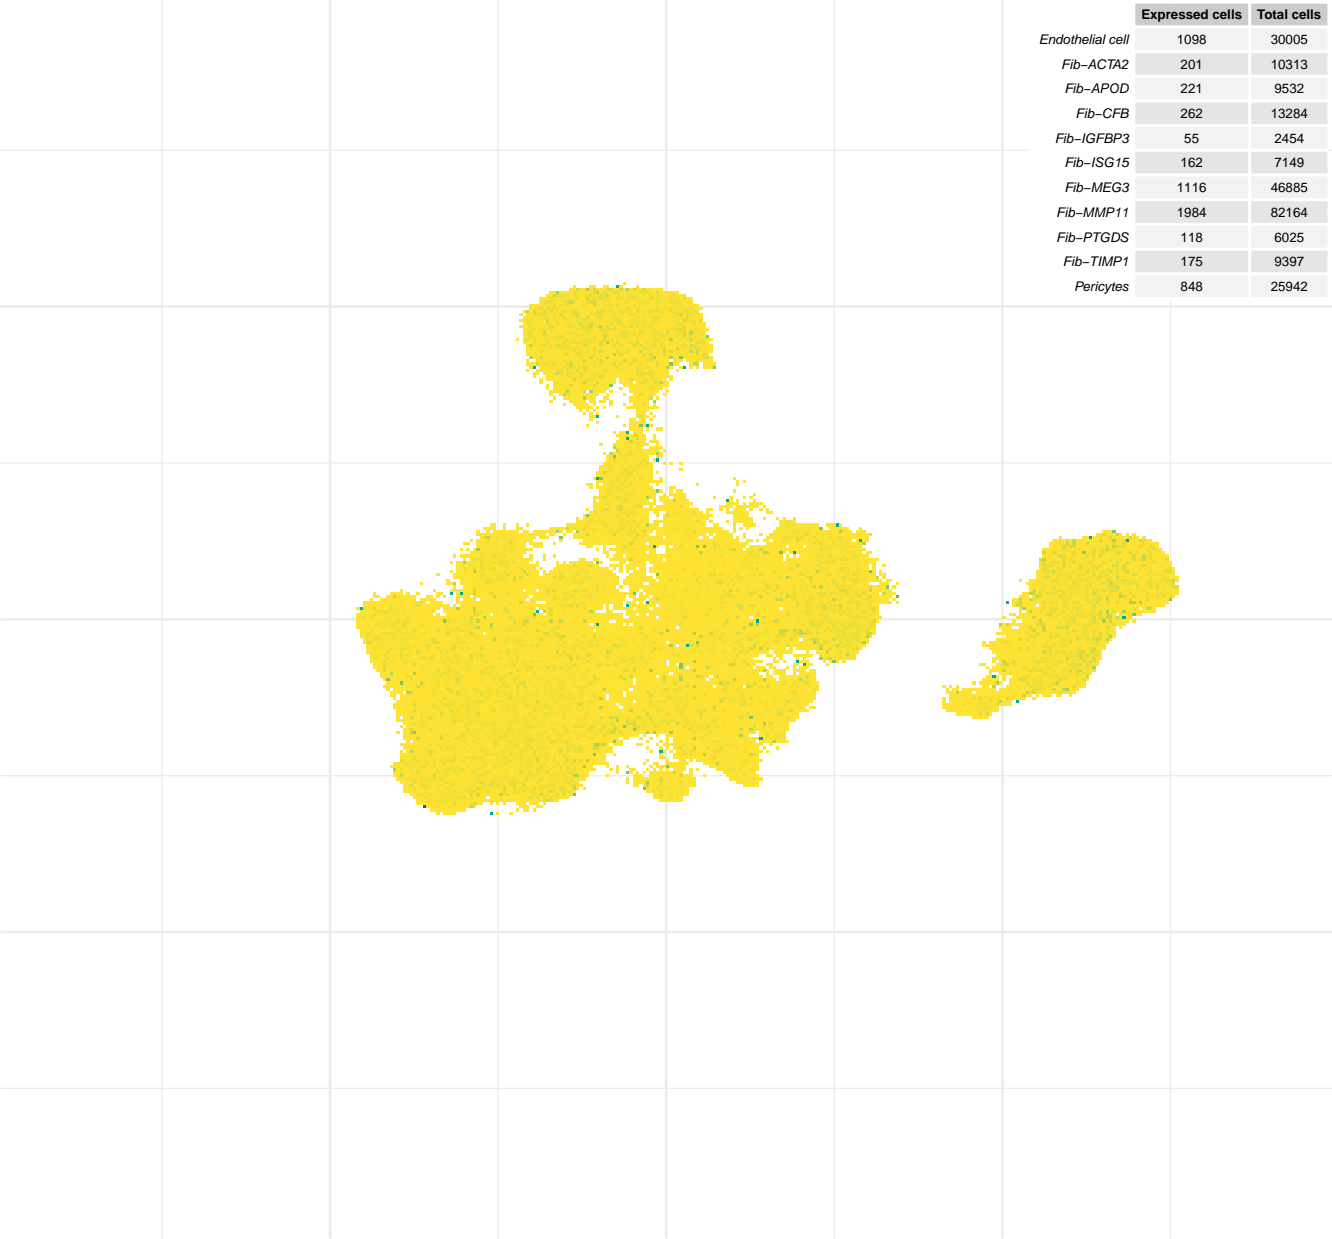 Expressed cells Total cells
Endothelial cell 1098 30005
Fib−ACTA2 201 10313
Fib−APOD 221 9532
Fib−CFB 262 13284
Fib−IGFBP3 55 2454
Fib−ISG15 162 7149
Fib−MEG3 1116 46885
Fib−MMP11 1984 82164
Fib−PTGDS 118 6025
Fib−TIMP1 175 9397
Pericytes 848 25942